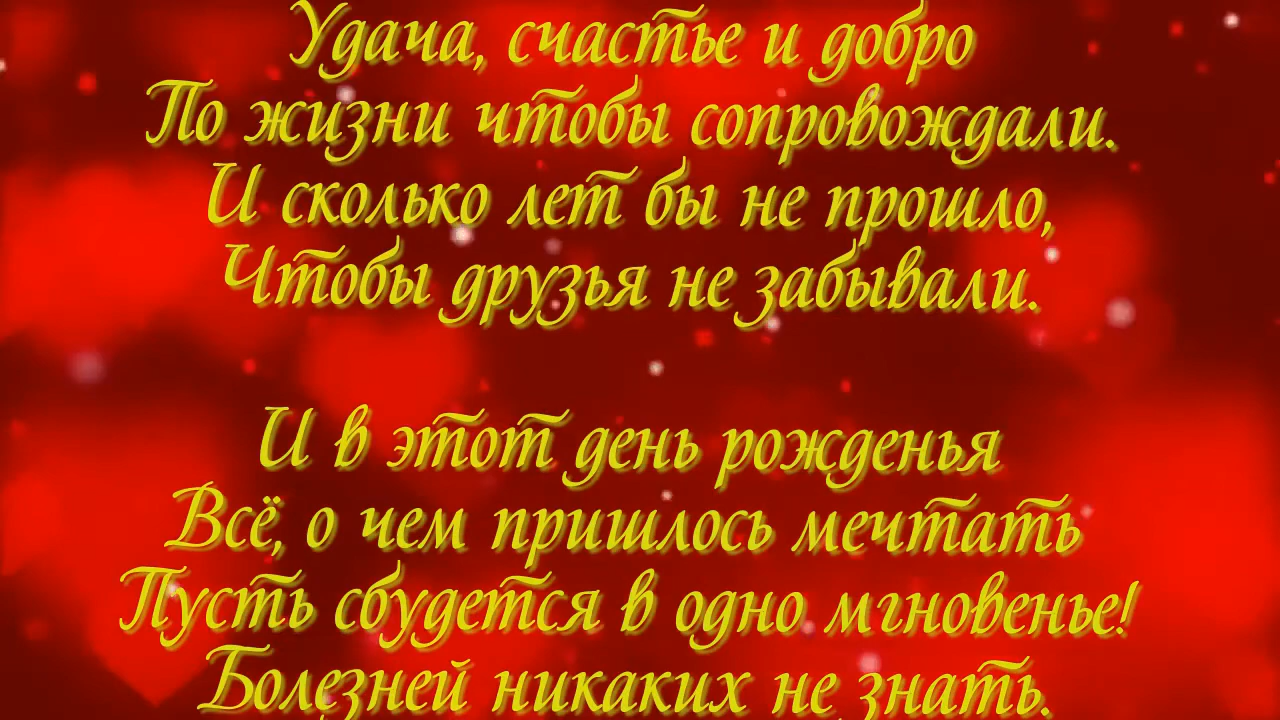 Удача, счастье и добро
По жизни чтобы сопровождали.
И сколько лет бы не прошло,
Чтобы друзья не забывали.
И в этот день рожденья
Всё, о чем пришлось мечтать
Пусть сбудется в одно мгновенье!
Болезней никаких не знать.